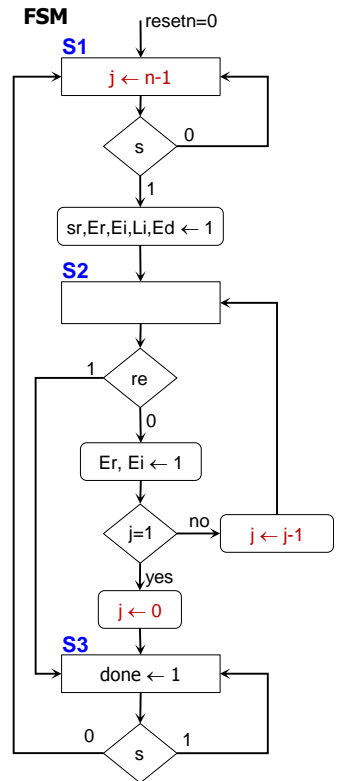 FSM
resetn=0
S1
j ← n-1
s
0
1
sr,Er,Ei,Li,Ed ← 1
S2
1
re
0
Er, Ei ← 1
j=1
no
j ← j-1
yes
j ← 0
S3
done ← 1
0
s
1